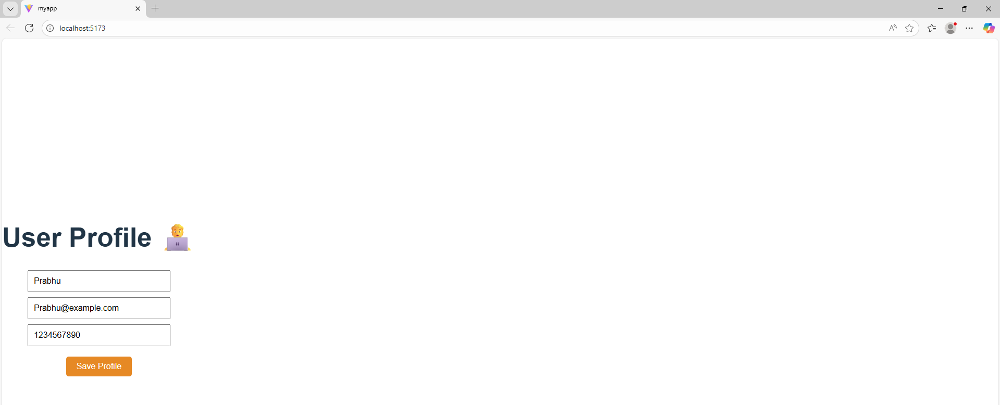 myapp
localhost:5173
User Profile 🧑‍💻
Prabhu
Prabhu@example.com
1234567890
Save Profile